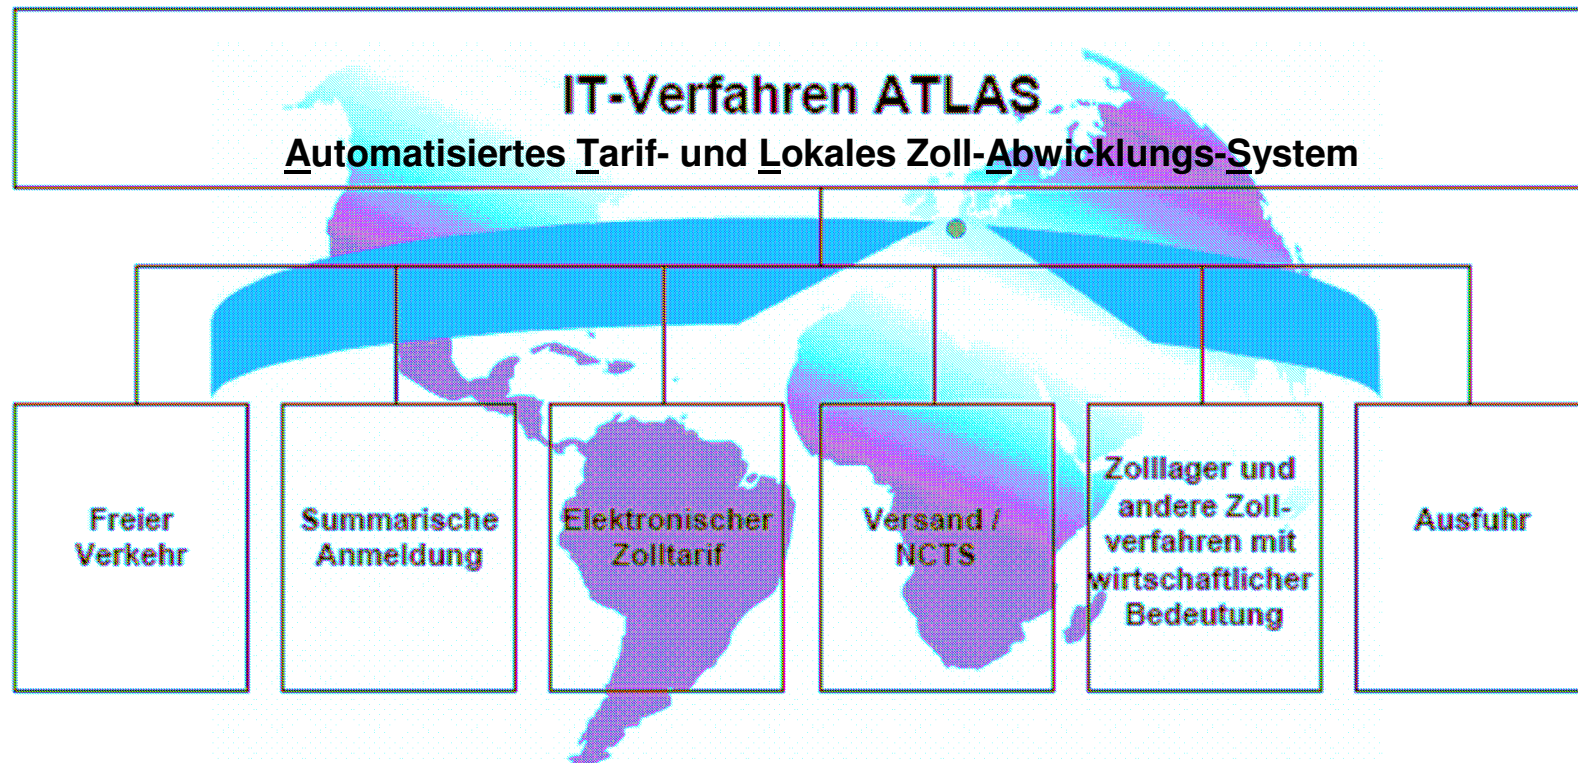 IT-Verfahren ATLAS
Automatisiertes Tarif- und Lokales Zoll-Abwicklungs-System
Freier
Verkehr
Summarische
Anmeldung
Elektronischer
Zolltarif
Versand /
NCTS
Zolllager und
andere Zoll-
verfahren mit
wirtschaftlicher
Bedeutung
Ausfuhr